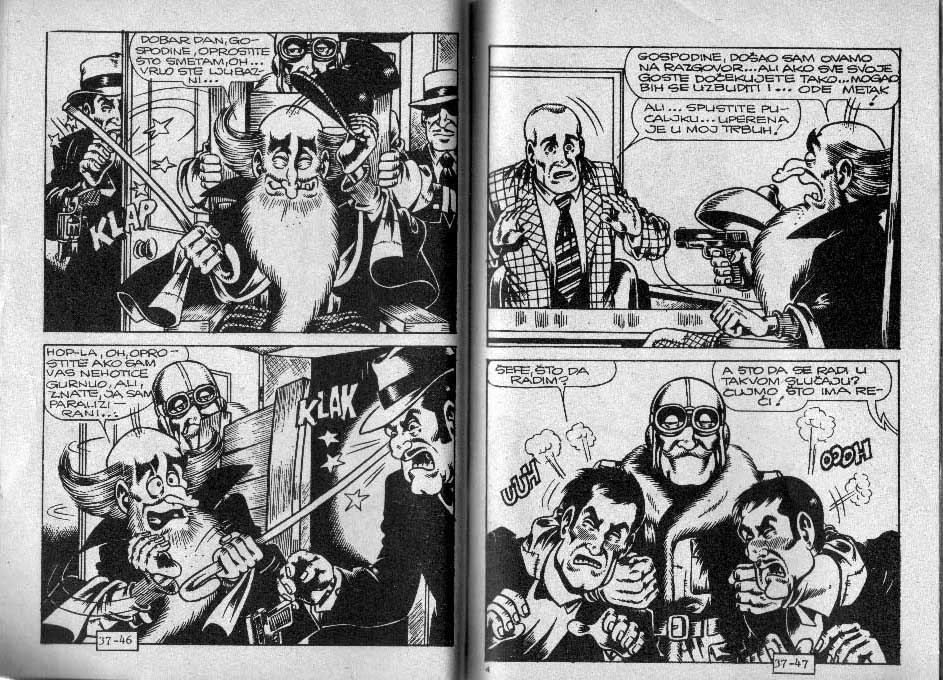 DOBAR DAN, GO-
SPODINE, OPROSTITE
ŠTO SMETAM, OH...
VRLO STE LJUBAZ-
NI...
KLAP
HOP-LA, OH, OPRO-
STITE AKO SAM
VAS NEHOTICE
GURNUO, ALI,
ZNATE, JA SAM
PARALIZI-
RANI...
KLAK
37-46
GOSPODINE, DOŠAO SAM OVAMO
NA RAZGOVOR... ALI AKO SVE SVOJE
GOSTE DOČEKUJETE TAKO... MOGAO
BIH SE UZBUDITI I... ODE METAK
!
ALI... SPUSTITE PU-
CALJKU... UPERENA
JE U MOJ TRBUH!
ŠEFE, ŠTO DA
RADIM?
A ŠTO DA SE RADI U
TAKVOM SLUČAJU?
ČUJMO, ŠTO IMA RE-
ĆI!
UUH
OOOH
4
37-47